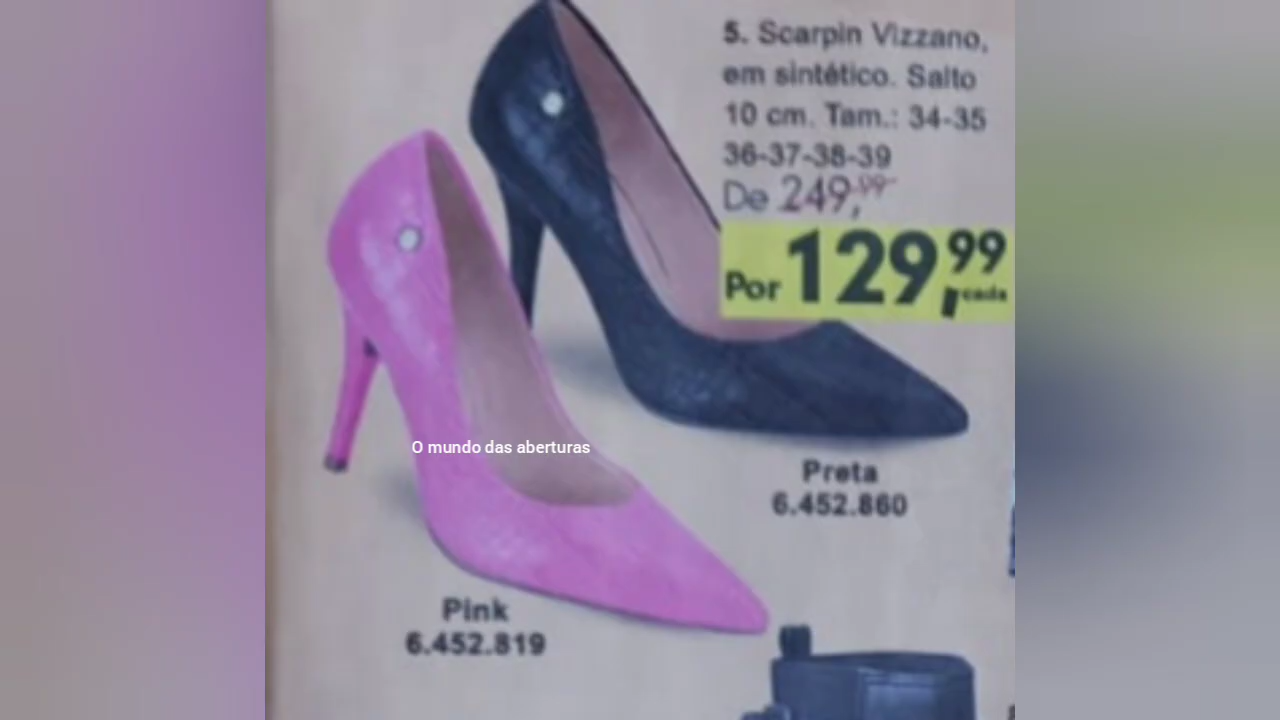 5. Scarpin Vizzano,
em sintético. Salto
10 cm. Tam.: 34-35
36-37-38-39
De 249,99
Por 129,99 cada
O mundo das aberturas
Preta
6.452.860
Pink
6.452.819